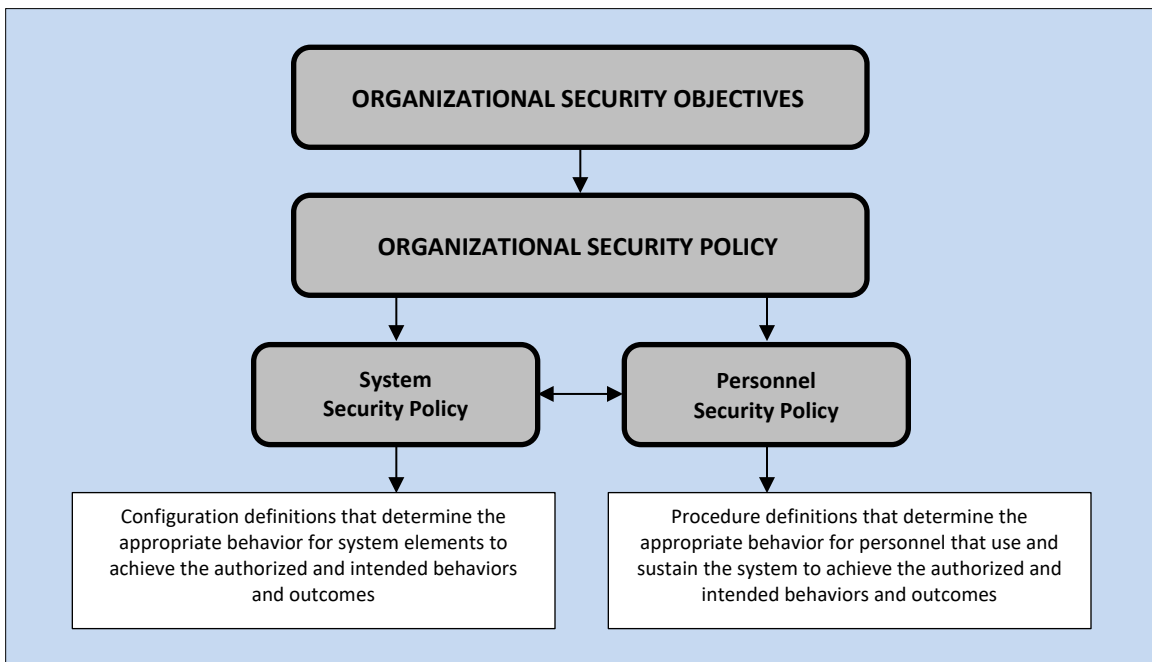 ORGANIZATIONAL SECURITY OBJECTIVES
ORGANIZATIONAL SECURITY POLICY
System
Security Policy
Personnel
Security Policy
Configuration definitions that determine the
appropriate behavior for system elements to
achieve the authorized and intended behaviors
and outcomes
Procedure definitions that determine the
appropriate behavior for personnel that use and
sustain the system to achieve the authorized and
intended behaviors and outcomes